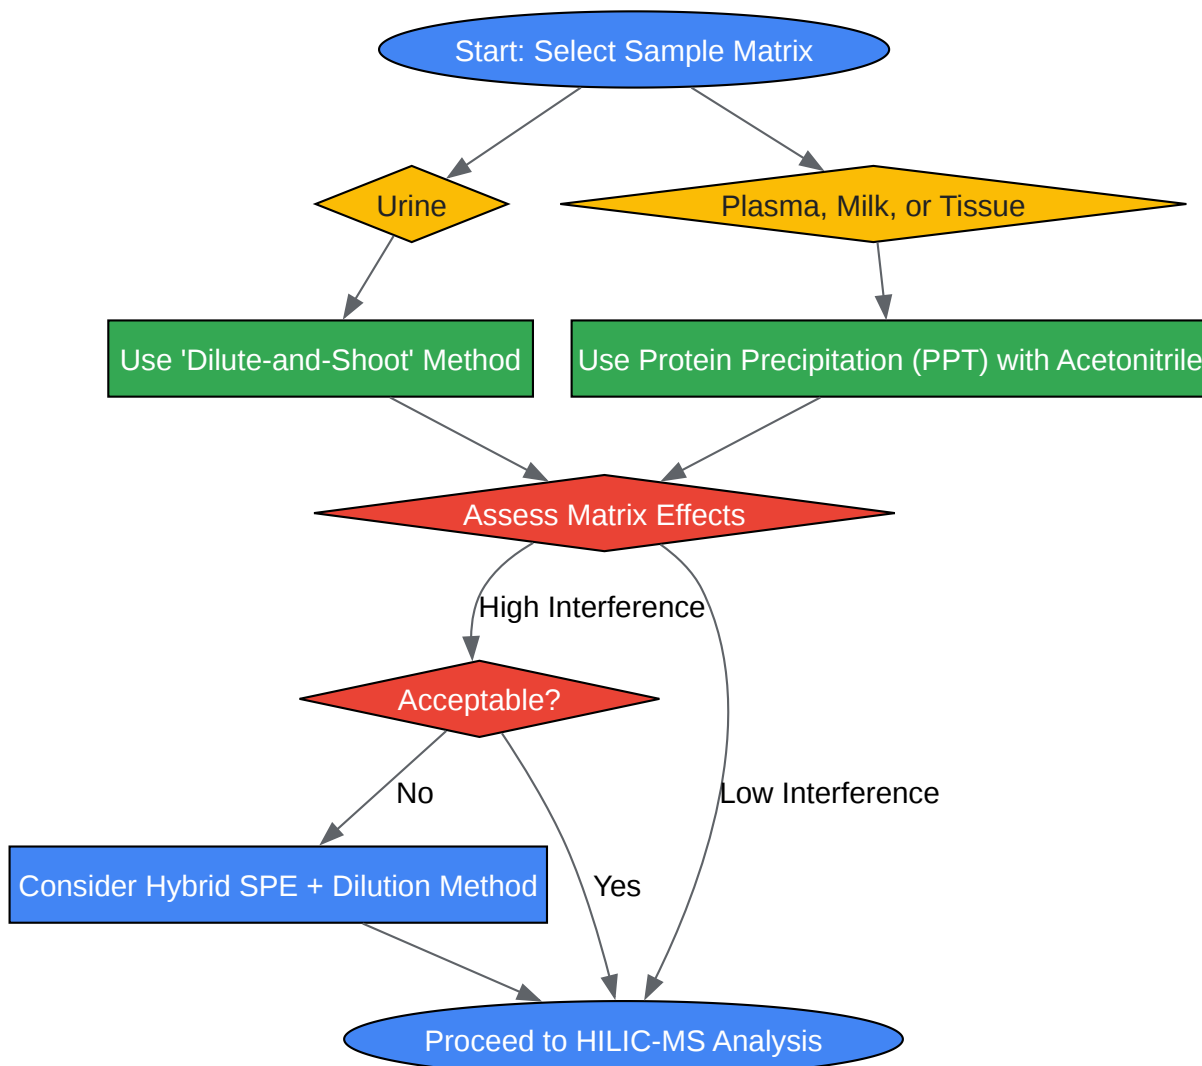 Start: Select Sample Matrix
Urine
Plasma, Milk, or Tissue
Use 'Dilute-and-Shoot' Method
Use Protein Precipitation (PPT) with Acetonitrile
Assess Matrix Effects
High Interference
Acceptable?
No
Low Interference
Consider Hybrid SPE + Dilution Method
Yes
Proceed to HILIC-MS Analysis